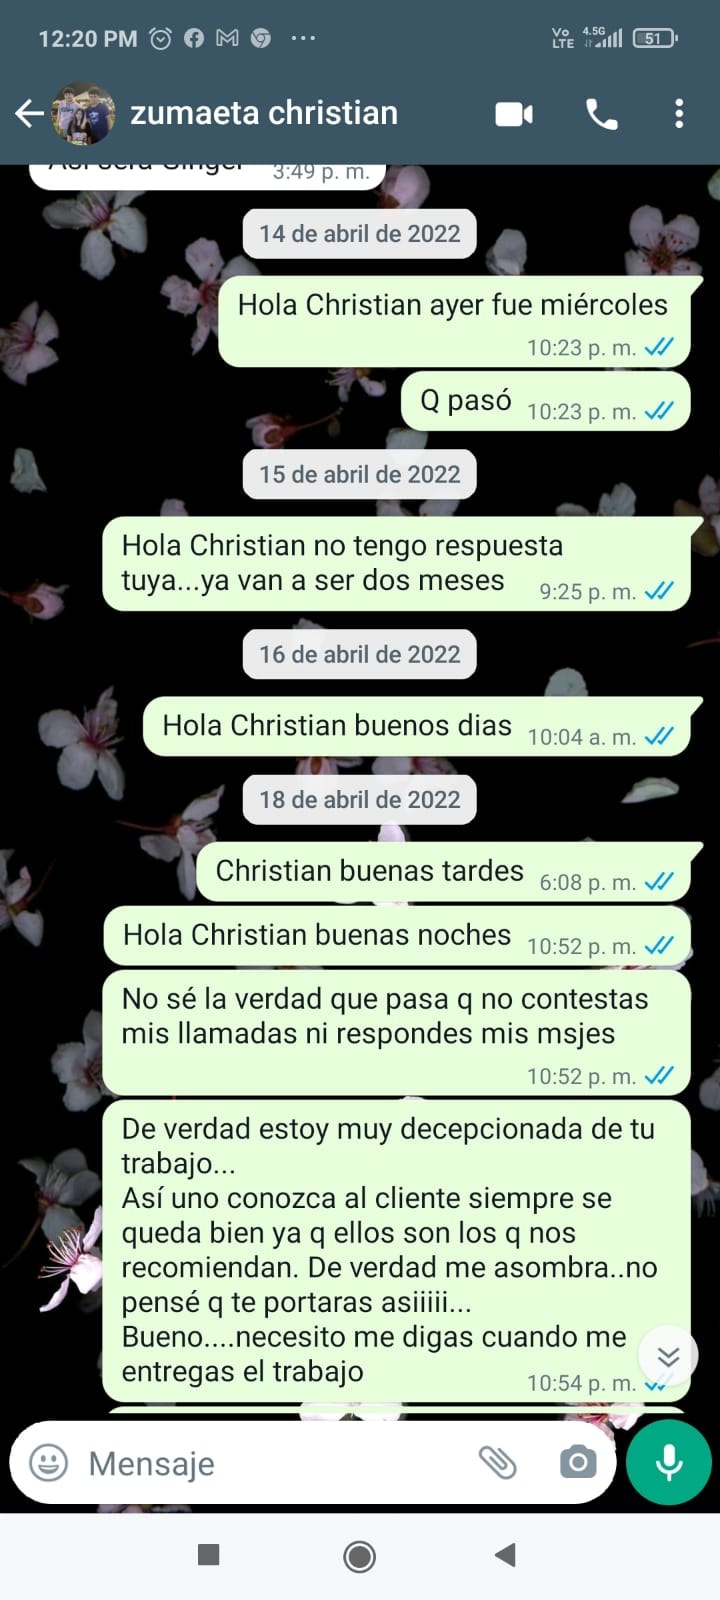 12:20 PM
Vo LTE 4.5G 51
zumaeta christian
3:49 p. m.
14 de abril de 2022
Hola Christian ayer fue miércoles
10:23 p. m.
Q pasó 10:23 p. m.
15 de abril de 2022
Hola Christian no tengo respuesta
tuya...ya van a ser dos meses 9:25 p. m.
16 de abril de 2022
Hola Christian buenos dias 10:04 a. m.
18 de abril de 2022
Christian buenas tardes 6:08 p. m.
Hola Christian buenas noches 10:52 p. m.
No sé la verdad que pasa q no contestas
mis llamadas ni respondes mis msjes
10:52 p. m.
De verdad estoy muy decepcionada de tu
trabajo...
Así uno conozca al cliente siempre se
queda bien ya q ellos son los q nos
recomiendan. De verdad me asombra..no
pensé q te portaras asiiiii...
Bueno....necesito me digas cuando me
entregas el trabajo 10:54 p. m.
Mensaje